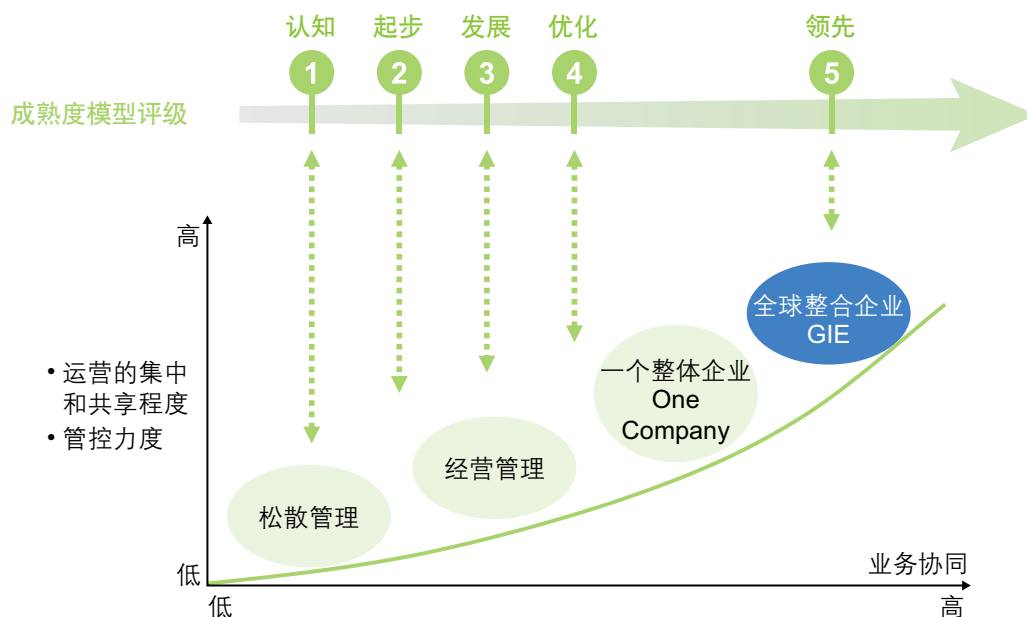 认知
起步
发展
优化
领先
1
2
3
4
5
成熟度模型评级
高
全球整合企业
GIE
• 运营的集中
和共享程度
• 管控力度
一个整体企业
One
Company
经营管理
松散管理
低
业务协同
低
高